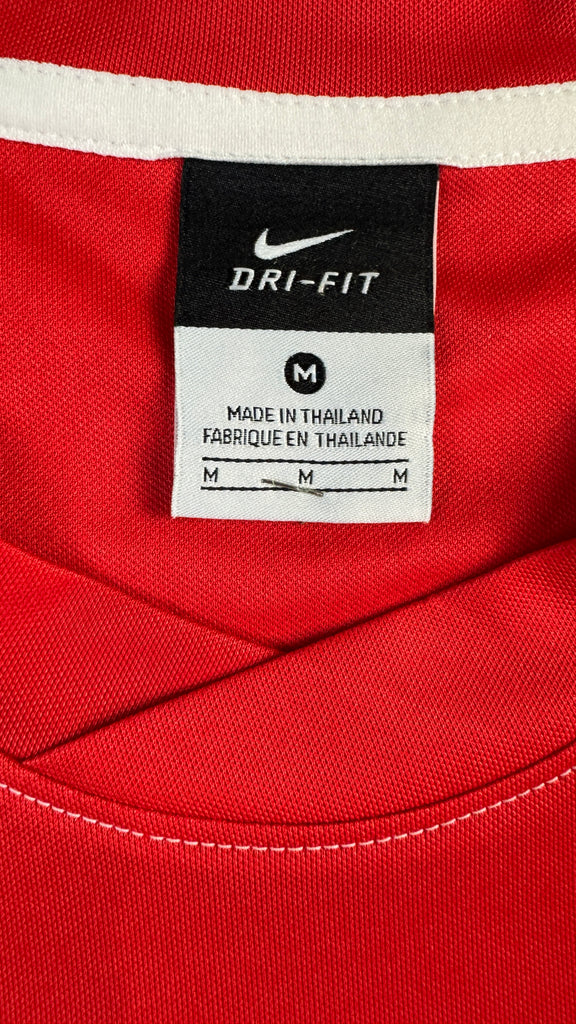 DRI-FIT
M
MADE IN THAILAND
FABRIQUE EN THAILANDE
M M M